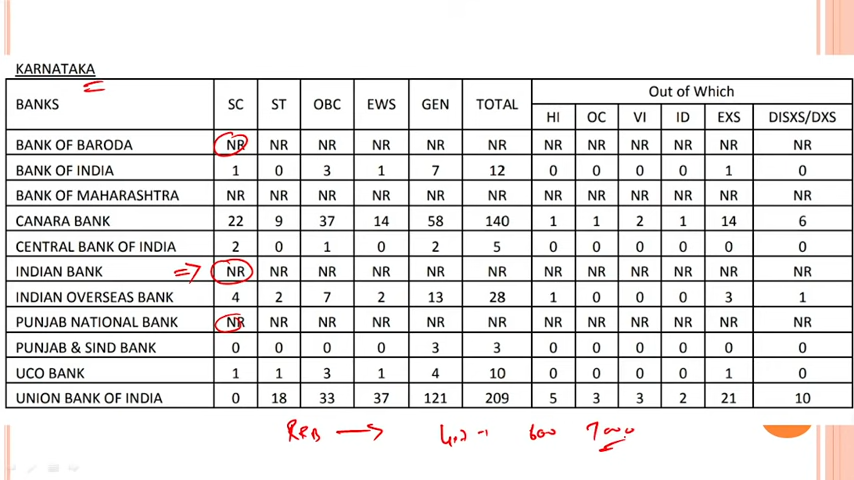 KARNATAKA
BANKS SC ST OBC EWS GEN TOTAL Out of Which
HI OC VI ID EXS DISXS/DXS
BANK OF BARODA NR NR NR NR NR NR NR NR NR NR NR NR
BANK OF INDIA 1 0 3 1 7 12 0 0 0 0 1 0
BANK OF MAHARASHTRA NR NR NR NR NR NR NR NR NR NR NR NR
CANARA BANK 22 9 37 14 58 140 1 1 2 1 14 6
CENTRAL BANK OF INDIA 2 0 1 0 2 5 0 0 0 0 0 0
INDIAN BANK NR NR NR NR NR NR NR NR NR NR NR NR
INDIAN OVERSEAS BANK 4 2 7 2 13 28 1 0 0 0 3 1
PUNJAB NATIONAL BANK NR NR NR NR NR NR NR NR NR NR NR NR
PUNJAB & SIND BANK 0 0 0 0 3 3 0 0 0 0 0 0
UCO BANK 1 1 3 1 4 10 0 0 0 0 1 0
UNION BANK OF INDIA 0 18 33 37 121 209 5 3 3 2 21 10
RRB 600